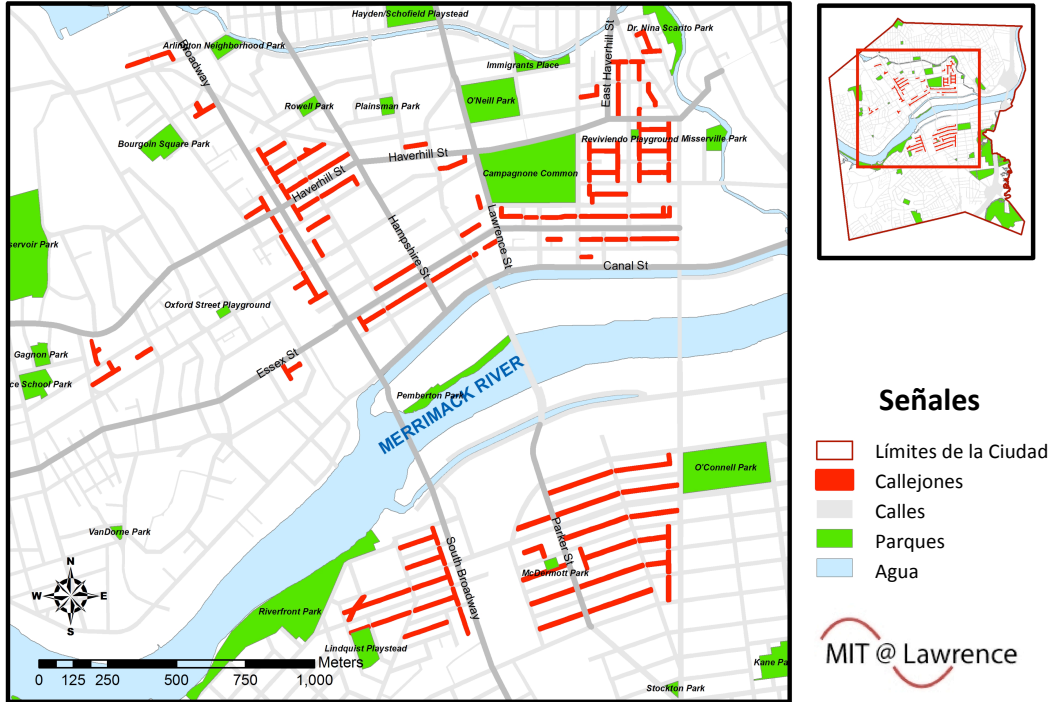 Hayden/Schofield Playstead
Dr. Nina Scarito Park
Arlington Neighborhood Park
Broadway
East Haverhill St
Immigrants Place
O'Neill Park
Rowell Park
Plainsman Park
Bourgoin Square Park
Reviviendo Playground
Misserville Park
Haverhill St
Campagnone Common
Haverhill St
Lawrence St
Hampshire St
servoir Park
Canal St
Oxford Street Playground
Gagnon Park
Essex St
ce School Park
Pemberton Park
MERRIMACK RIVER
O'Connell Park
VanDorne Park
Parker St
South Broadway
McDermott Park
N
W
E
S
Riverfront Park
Lindquist Playstead
Kane Pa
Stockton Park
Meters
0 125 250 500 750 1,000
Señales
Límites de la Ciudad
Callejones
Calles
Parques
Agua
MIT @ Lawrence